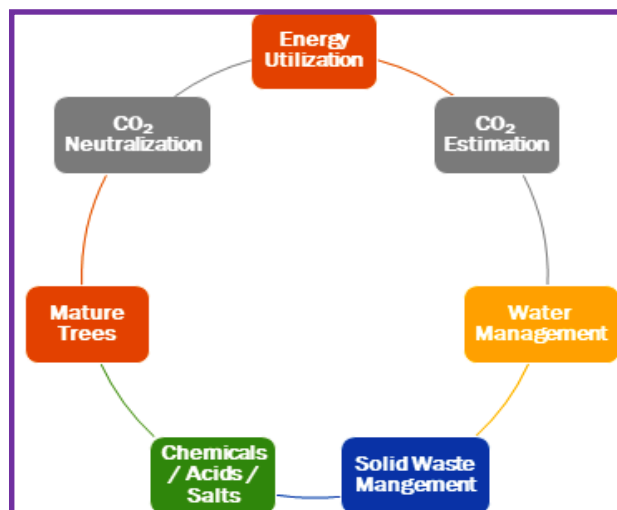 Energy
Utilization
CO₂
Estimation
Water
Management
Solid Waste
Mangement
Chemicals
/ Acids /
Salts
Mature
Trees
CO₂
Neutralization